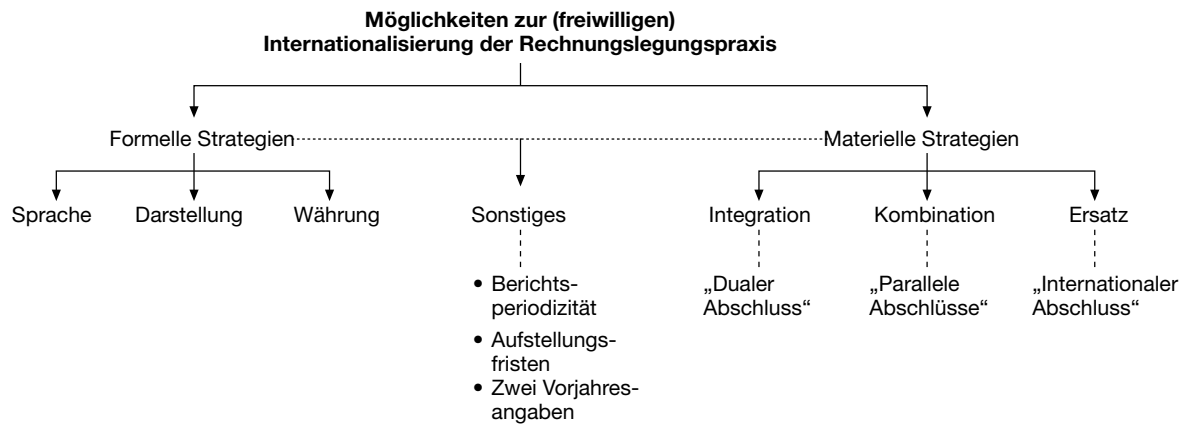 Möglichkeiten zur (freiwilligen)
Internationalisierung der Rechnungslegungspraxis
Formelle Strategien
Materielle Strategien
Sprache
Darstellung
Währung
Sonstiges
Integration
Kombination
Ersatz
• Berichts-
periodizität
• Aufstellungs-
fristen
• Zwei Vorjahres-
angaben
„Dualer
Abschluss“
„Parallele
Abschlüsse“
„Internationaler
Abschluss“